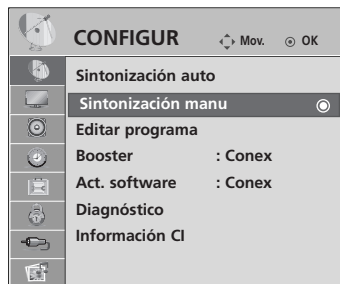 CONFIGUR Mov. OK
Sintonización auto
Sintonización manu
Editar programa
Booster : Conex
Act. software : Conex
Diagnóstico
Información CI